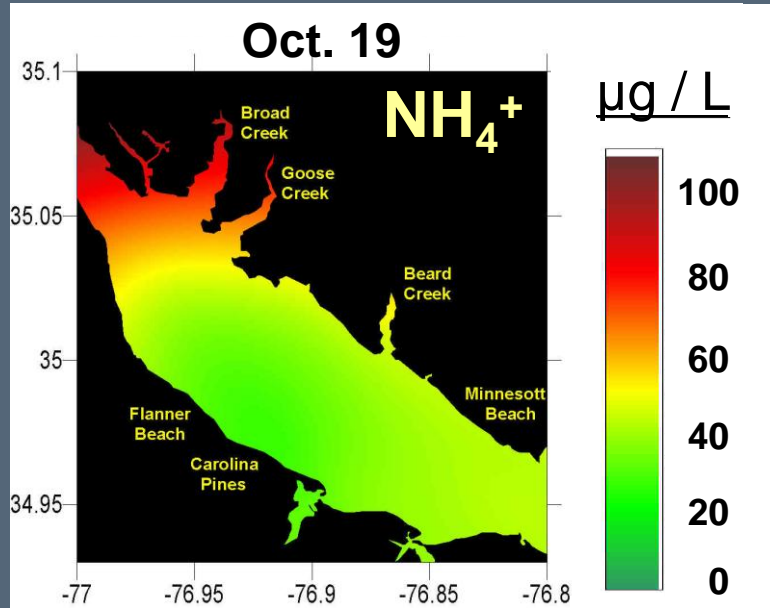 Oct. 19
NH4+
µg / L
Broad
Creek
Goose
Creek
Beard
Creek
Minnesott
Beach
Flanner
Beach
Carolina
Pines
35.1
35.05
35
34.95
-77
-76.95
-76.9
-76.85
-76.8
100
80
60
40
20
0